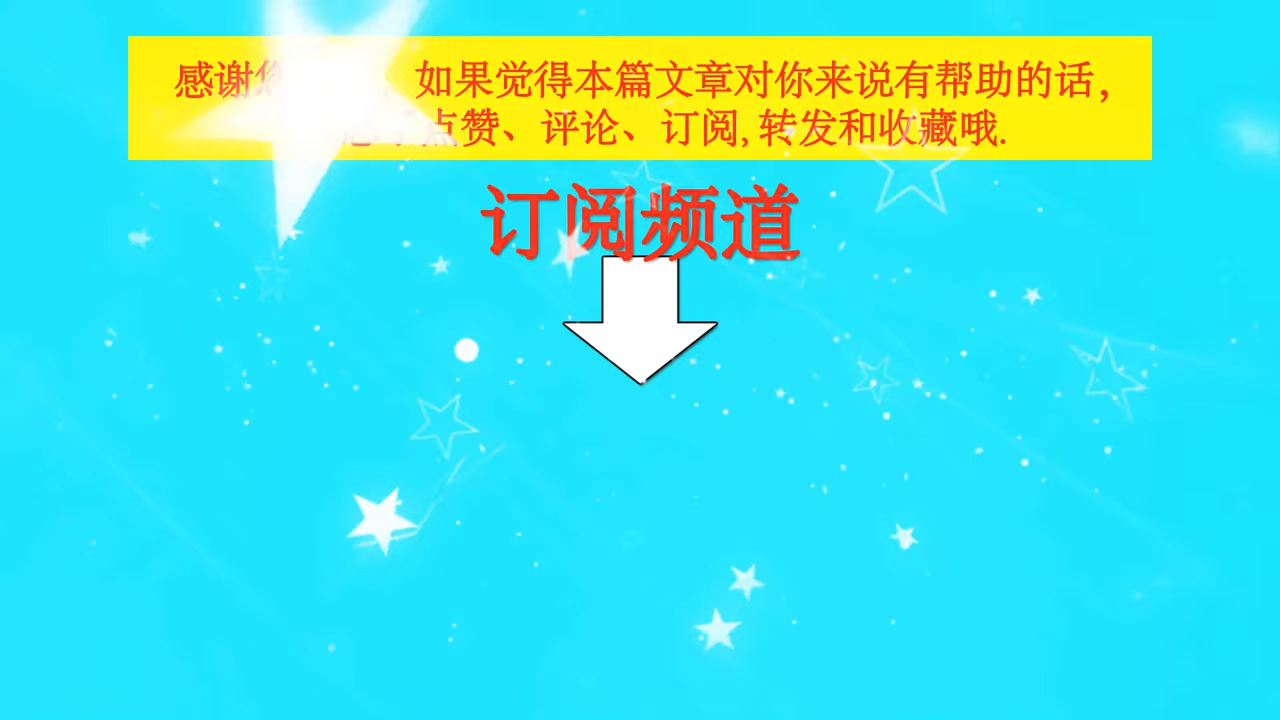 感谢您 如果觉得本篇文章对你来说有帮助的话,
点赞、评论、订阅,转发和收藏哦.
订阅频道